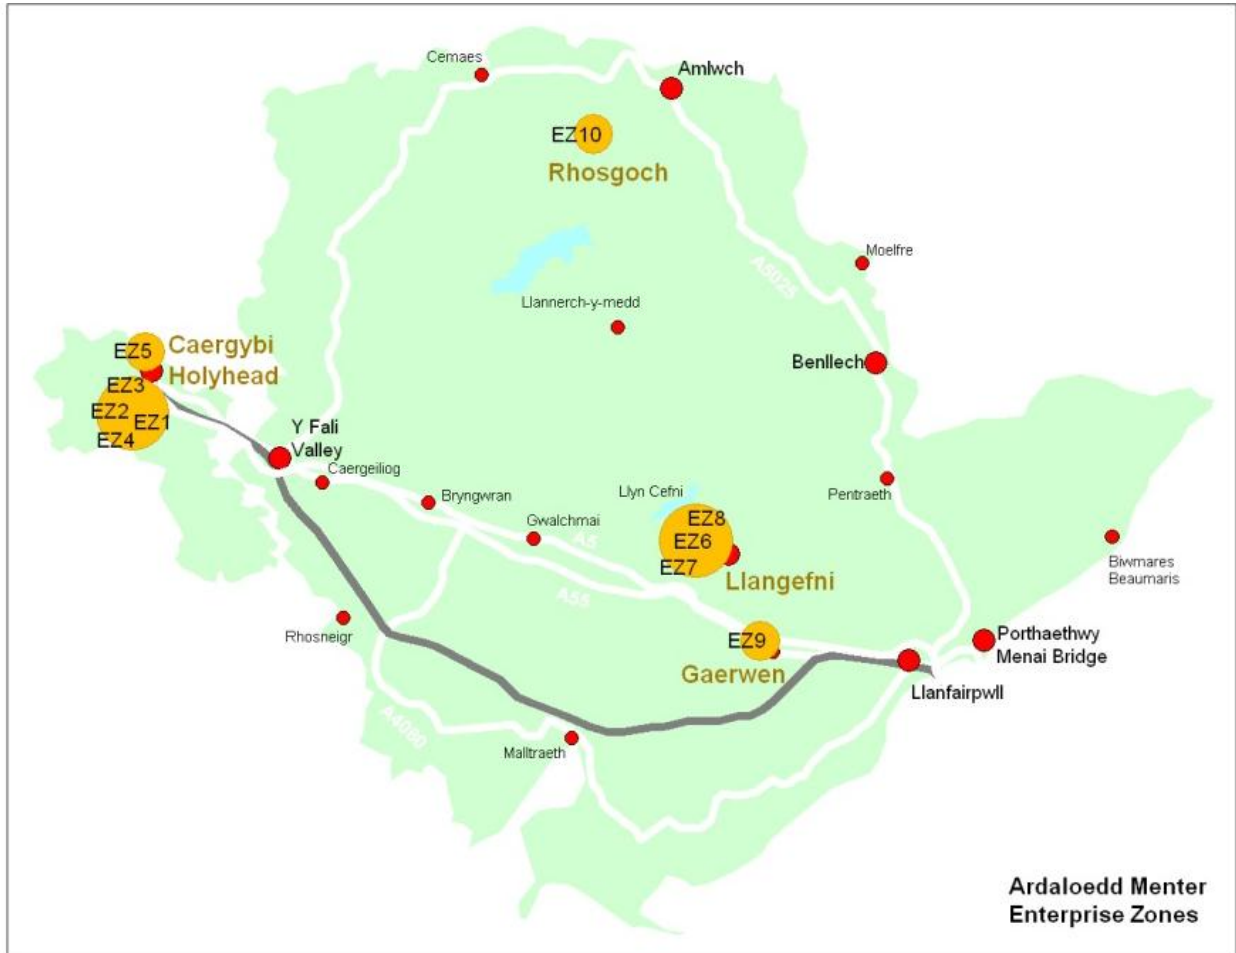 Cemaes
Amlwch
EZ10
Rhosgoch
Moelfre
A5025
Llannerch-y-medd
EZ5
Caergybi
Holyhead
EZ3
EZ2
EZ1
EZ4
Benllech
Y Fali
Valley
Caergeiliog
Bryngwran
Gwalchmai
Llyn Cefni
Pentraeth
EZ8
EZ6
EZ7
A5
A55
Llangefni
Biwmares
Beaumaris
Rhosneigr
EZ9
Gaerwen
Porthaethwy
Menai Bridge
Llanfairpwll
A4080
Malltraeth
Ardaloedd Menter
Enterprise Zones